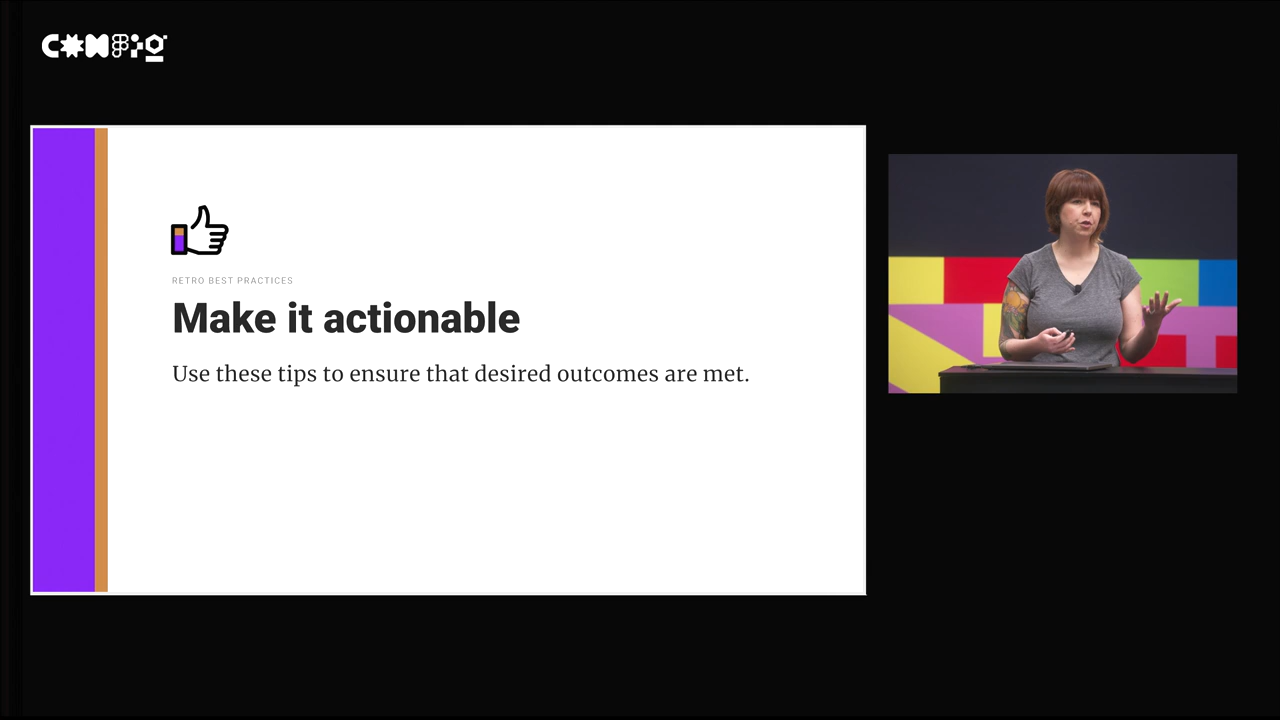 CONFIG
RETRO BEST PRACTICES
Make it actionable
Use these tips to ensure that desired outcomes are met.